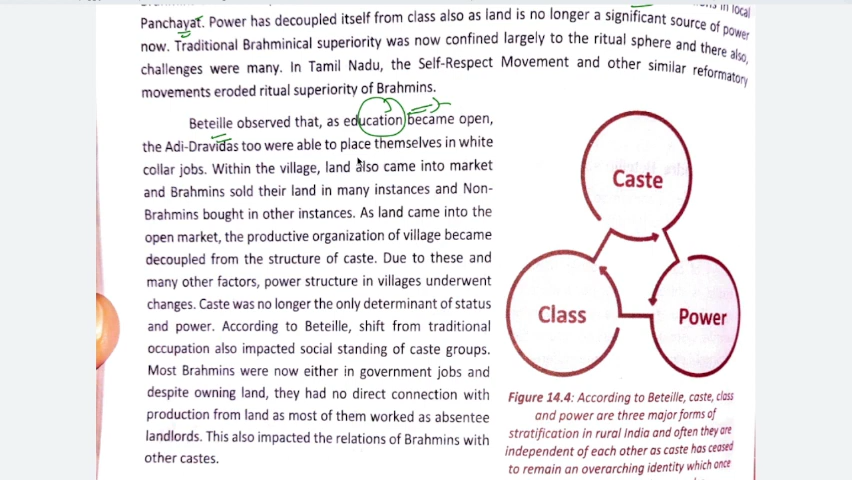 Panchayat. Power has decoupled itself from class also as land is no longer a significant source of power
now. Traditional Brahminical superiority was now confined largely to the ritual sphere and there also,
challenges were many. In Tamil Nadu, the Self-Respect Movement and other similar reformatory
movements eroded ritual superiority of Brahmins.
Beteille observed that, as education became open,
the Adi-Dravidas too were able to place themselves in white
collar jobs. Within the village, land also came into market
and Brahmins sold their land in many instances and Non-
Brahmins bought in other instances. As land came into the
open market, the productive organization of village became
decoupled from the structure of caste. Due to these and
many other factors, power structure in villages underwent
changes. Caste was no longer the only determinant of status
and power. According to Beteille, shift from traditional
occupation also impacted social standing of caste groups.
Most Brahmins were now either in government jobs and
despite owning land, they had no direct connection with
production from land as most of them worked as absentee
landlords. This also impacted the relations of Brahmins with
other castes.
Caste
Class
Power
Figure 14.4: According to Beteille, caste, class
and power are three major forms of
stratification in rural India and often they are
independent of each other as caste has ceased
to remain an overarching identity which once